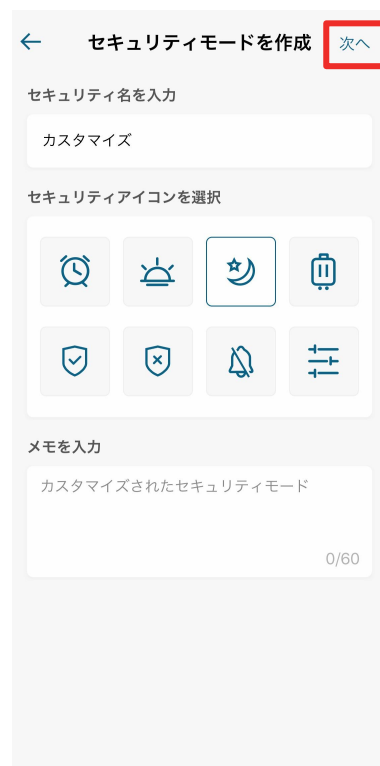 セキュリティモードを作成 次へ
セキュリティ名を入力
カスタマイズ
セキュリティアイコンを選択
メモを入力
カスタマイズされたセキュリティモード
0/60